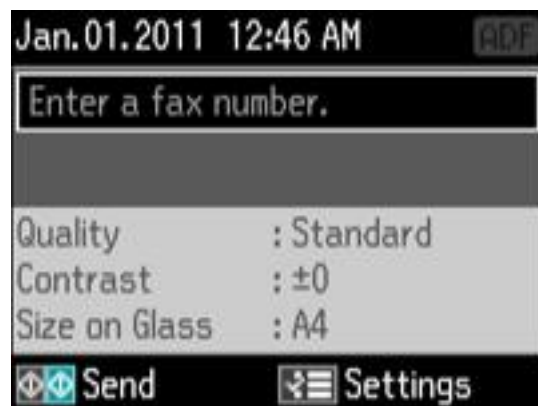 Jan.01.2011 12:46 AM ADF
Enter a fax number.
Quality : Standard
Contrast : ±0
Size on Glass : A4
Send Settings